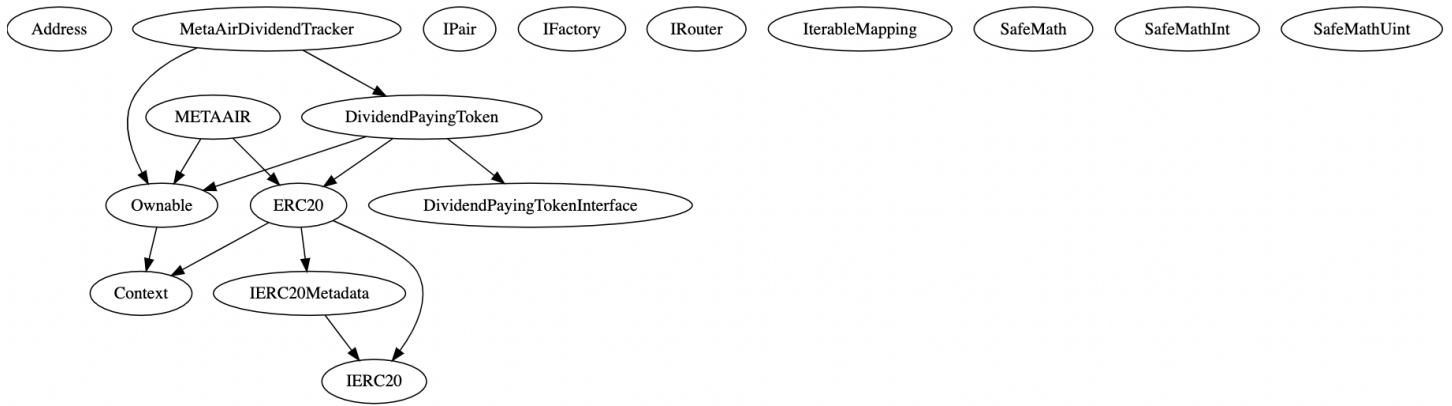 Address
MetaAirDividendTracker
IPair
IFactory
IRouter
IterableMapping
SafeMath
SafeMathInt
SafeMathUint
METAAIR
DividendPayingToken
Ownable
ERC20
DividendPayingTokenInterface
Context
IERC20Metadata
IERC20